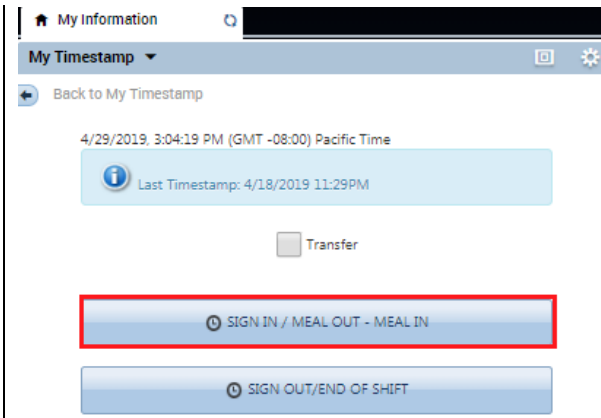 My Information
My Timestamp
Back to My Timestamp
4/29/2019, 3:04:19 PM (GMT -08:00) Pacific Time
Last Timestamp: 4/18/2019 11:29PM
Transfer
SIGN IN / MEAL OUT - MEAL IN
SIGN OUT/END OF SHIFT